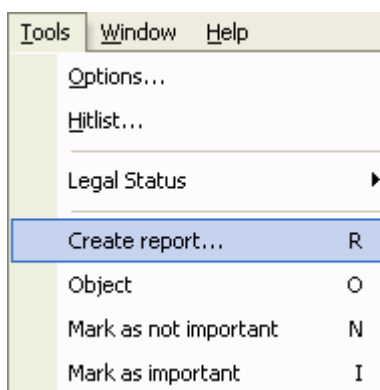 Tools Window Help
Options...
Hitlist...
Legal Status
Create report... R
Object O
Mark as not important N
Mark as important I